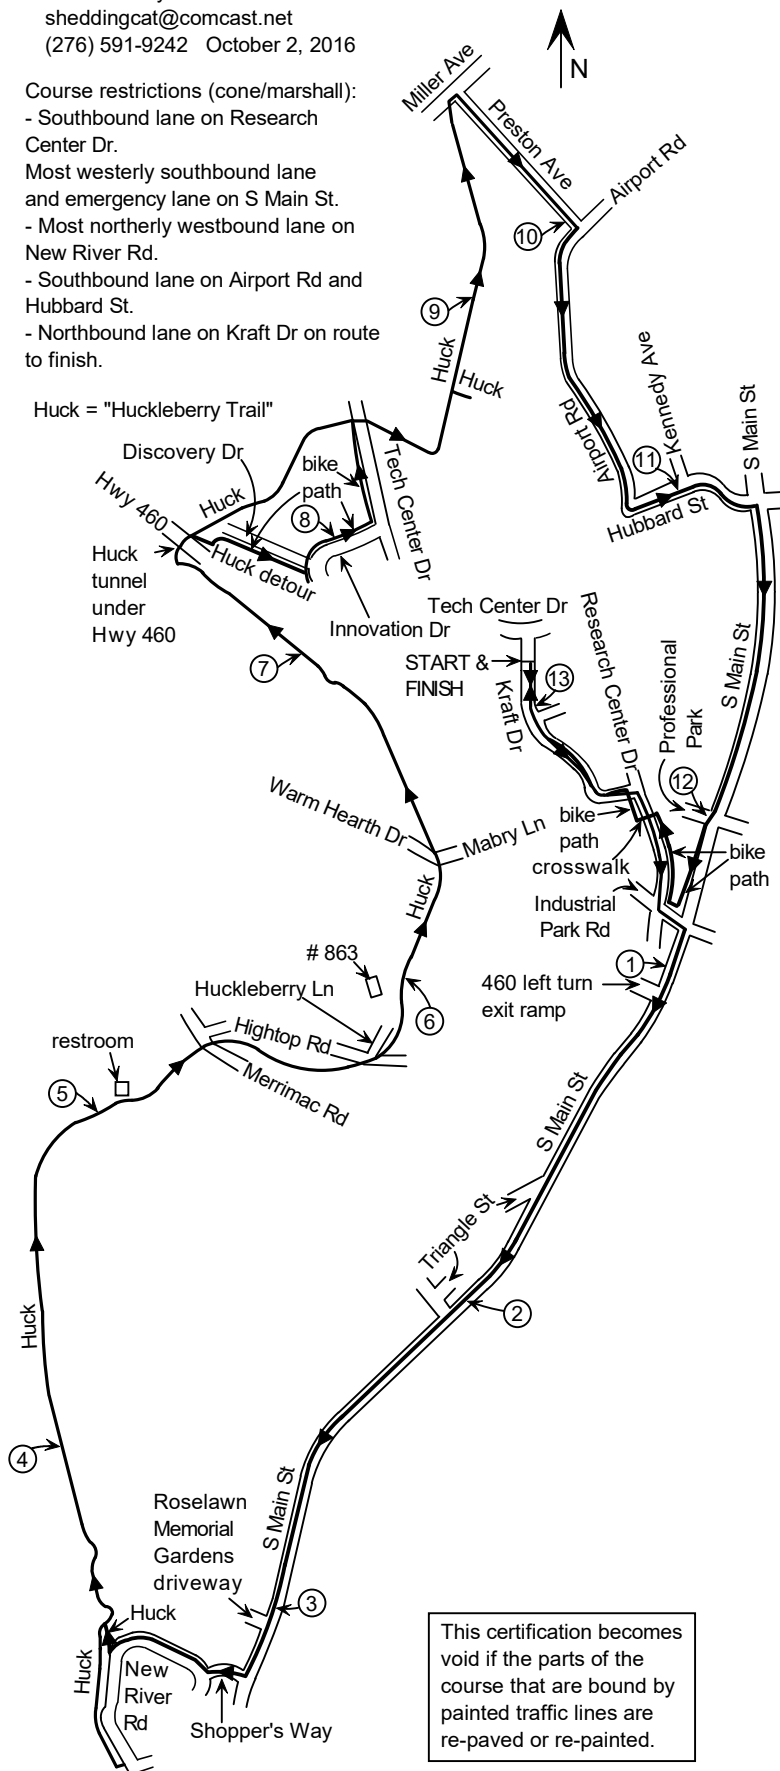 sheddingcat@comcast.net
(276) 591-9242 October 2, 2016
N
Course restrictions (cone/marshall):
- Southbound lane on Research
Center Dr.
Most westerly southbound lane
and emergency lane on S Main St.
- Most northerly westbound lane on
New River Rd.
- Southbound lane on Airport Rd and
Hubbard St.
- Northbound lane on Kraft Dr on route
to finish.
Huck = "Huckleberry Trail"
Miller Ave
Preston Ave
Airport Rd
10
9
Huck
Huck
Kennedy Ave
S Main St
Airport Rd
11
Hubbard St
Discovery Dr
bike
path
Tech Center Dr
Hwy 460
Huck
8
Huck detour
Huck
tunnel
under
Hwy 460
Innovation Dr
Tech Center Dr
Research Center Dr
START &
FINISH
13
Kraft Dr
Professional
Park
S Main St
7
12
bike
path
crosswalk
bike
path
Warm Hearth Dr
Mabry Ln
Huck
Industrial
Park Rd
1
460 left turn
exit ramp
# 863
Huckleberry Ln
6
Hightop Rd
Merrimac Rd
restroom
5
S Main St
Triangle St
2
Huck
4
S Main St
Roselawn
Memorial
Gardens
driveway
3
Huck
Huck
New
River
Rd
Shopper's Way
This certification becomes
void if the parts of the
course that are bound by
painted traffic lines are
re-paved or re-painted.